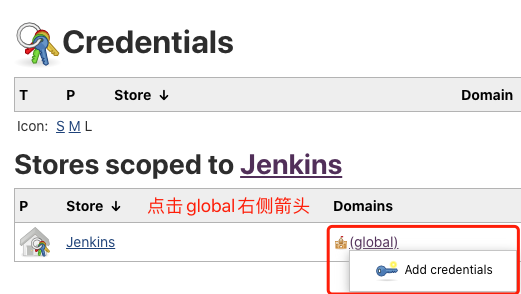 Credentials
T P Store ↓ Domain
Icon: S M L
Stores scoped to Jenkins
P Store ↓ 点击global右侧箭头 Domains
Jenkins (global)
Add credentials